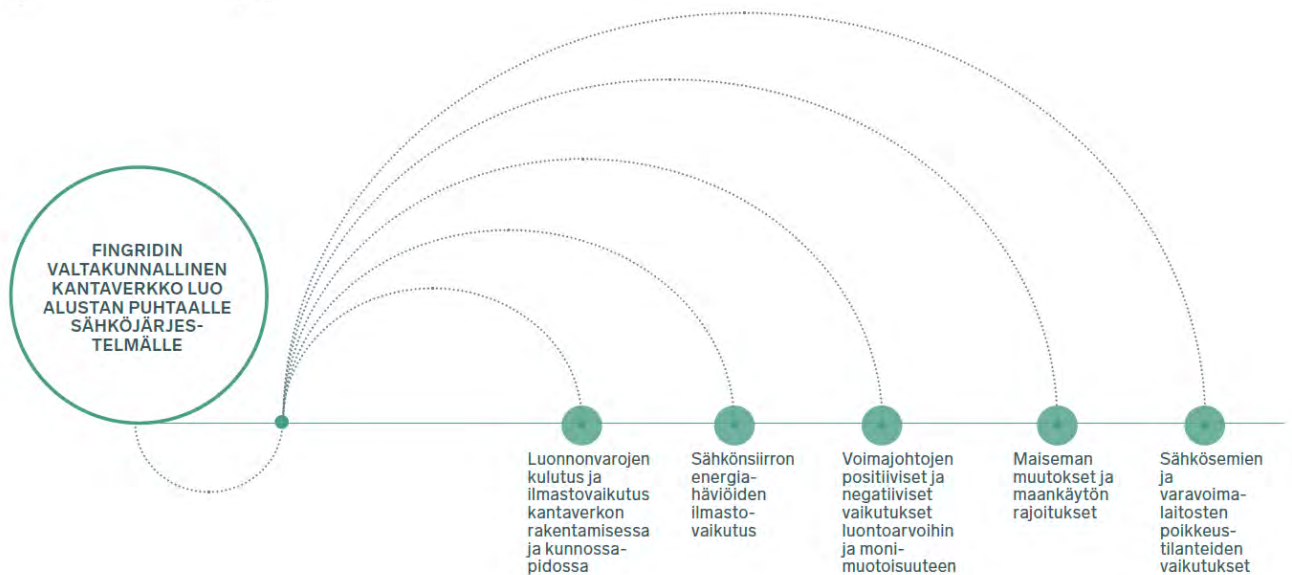 FINGRIDIN
VALTAKUNNALLINEN
KANTAVERKKO LUO
ALUSTAN PUHTAALLE
SÄHKÖJÄRJES-
TELMÄLLE
Luonnonvarojen
kulutus ja
ilmastovaikutus
kantaverkon
rakentamisessa
ja kunnossa-
pidossa
Sähkönsiirron
energia-
häviöiden
ilmasto-
vaikutus
Voimajohtojen
positiiviset ja
negatiiviset
vaikutukset
luontoarvoihin
ja moni-
muotoisuuteen
Maiseman
muutokset ja
maankäytön
rajoitukset
Sähkösemien
ja
varavoima-
laitosten
poikkeus-
tilanteiden
vaikutukset